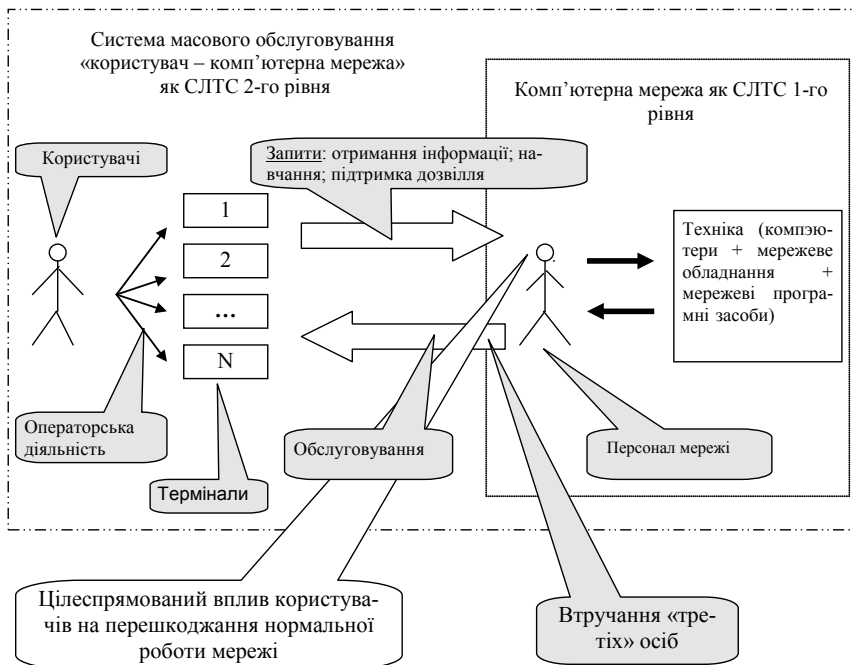 Система масового обслуговування
«користувач – комп’ютерна мережа»
як СЛТС 2-го рівня
Комп’ютерна мережа як СЛТС 1-го
рівня
Користувачі
Запити: отримання інформації; на-
вчання; підтримка дозвілля
1
2
...
N
Техніка (компэю-
тери + мережеве
обладнання +
мережеві програ-
мні засоби)
Операторська
діяльність
Термінали
Обслуговування
Персонал мережі
Цілеспрямований вплив користува-
чів на перешкоджання нормальної
роботи мережі
Втручання «тре-
тіх» осіб